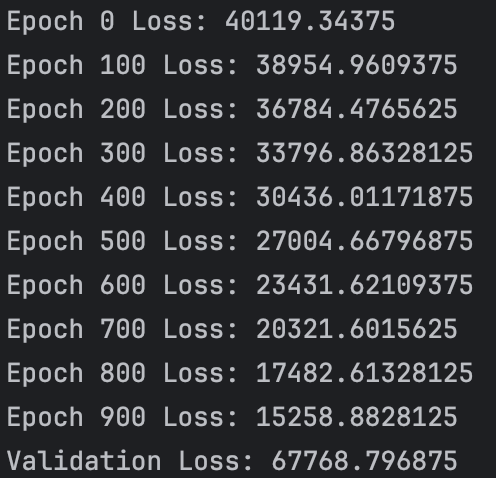 Epoch 0 Loss: 40119.34375
Epoch 100 Loss: 38954.9609375
Epoch 200 Loss: 36784.4765625
Epoch 300 Loss: 33796.86328125
Epoch 400 Loss: 30436.01171875
Epoch 500 Loss: 27004.66796875
Epoch 600 Loss: 23431.62109375
Epoch 700 Loss: 20321.6015625
Epoch 800 Loss: 17482.61328125
Epoch 900 Loss: 15258.8828125
Validation Loss: 67768.796875